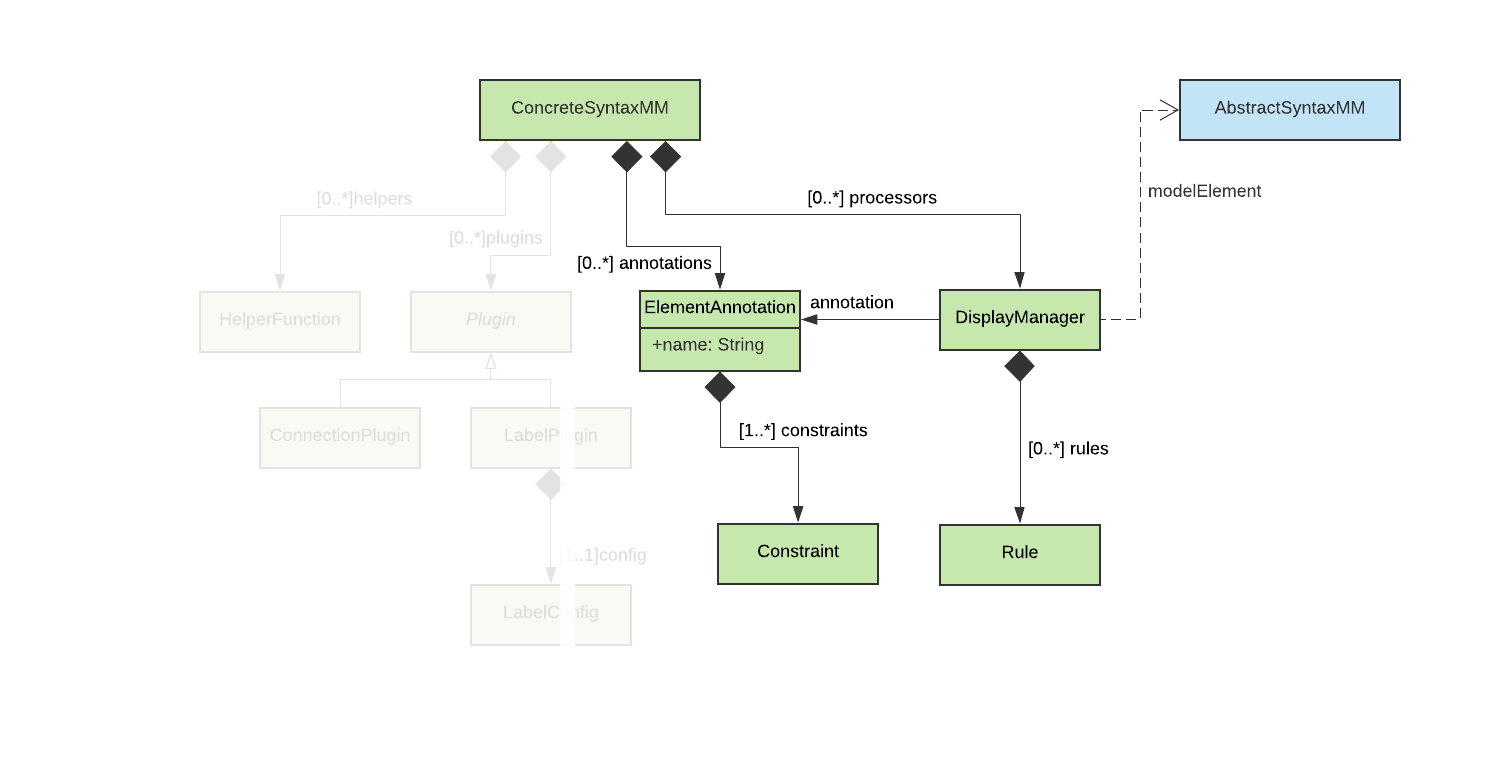 ConcreteSyntaxMM
AbstractSyntaxMM
modelElement
[0..*]helpers
[0..*] processors
[0..*]plugins
[0..*] annotations
HelperFunction
Plugin
ElementAnnotation
+name: String
annotation
DisplayManager
ConnectionPlugin
LabelPlugin
[1..*] constraints
[0..*] rules
[1..1]config
Constraint
Rule
LabelConfig